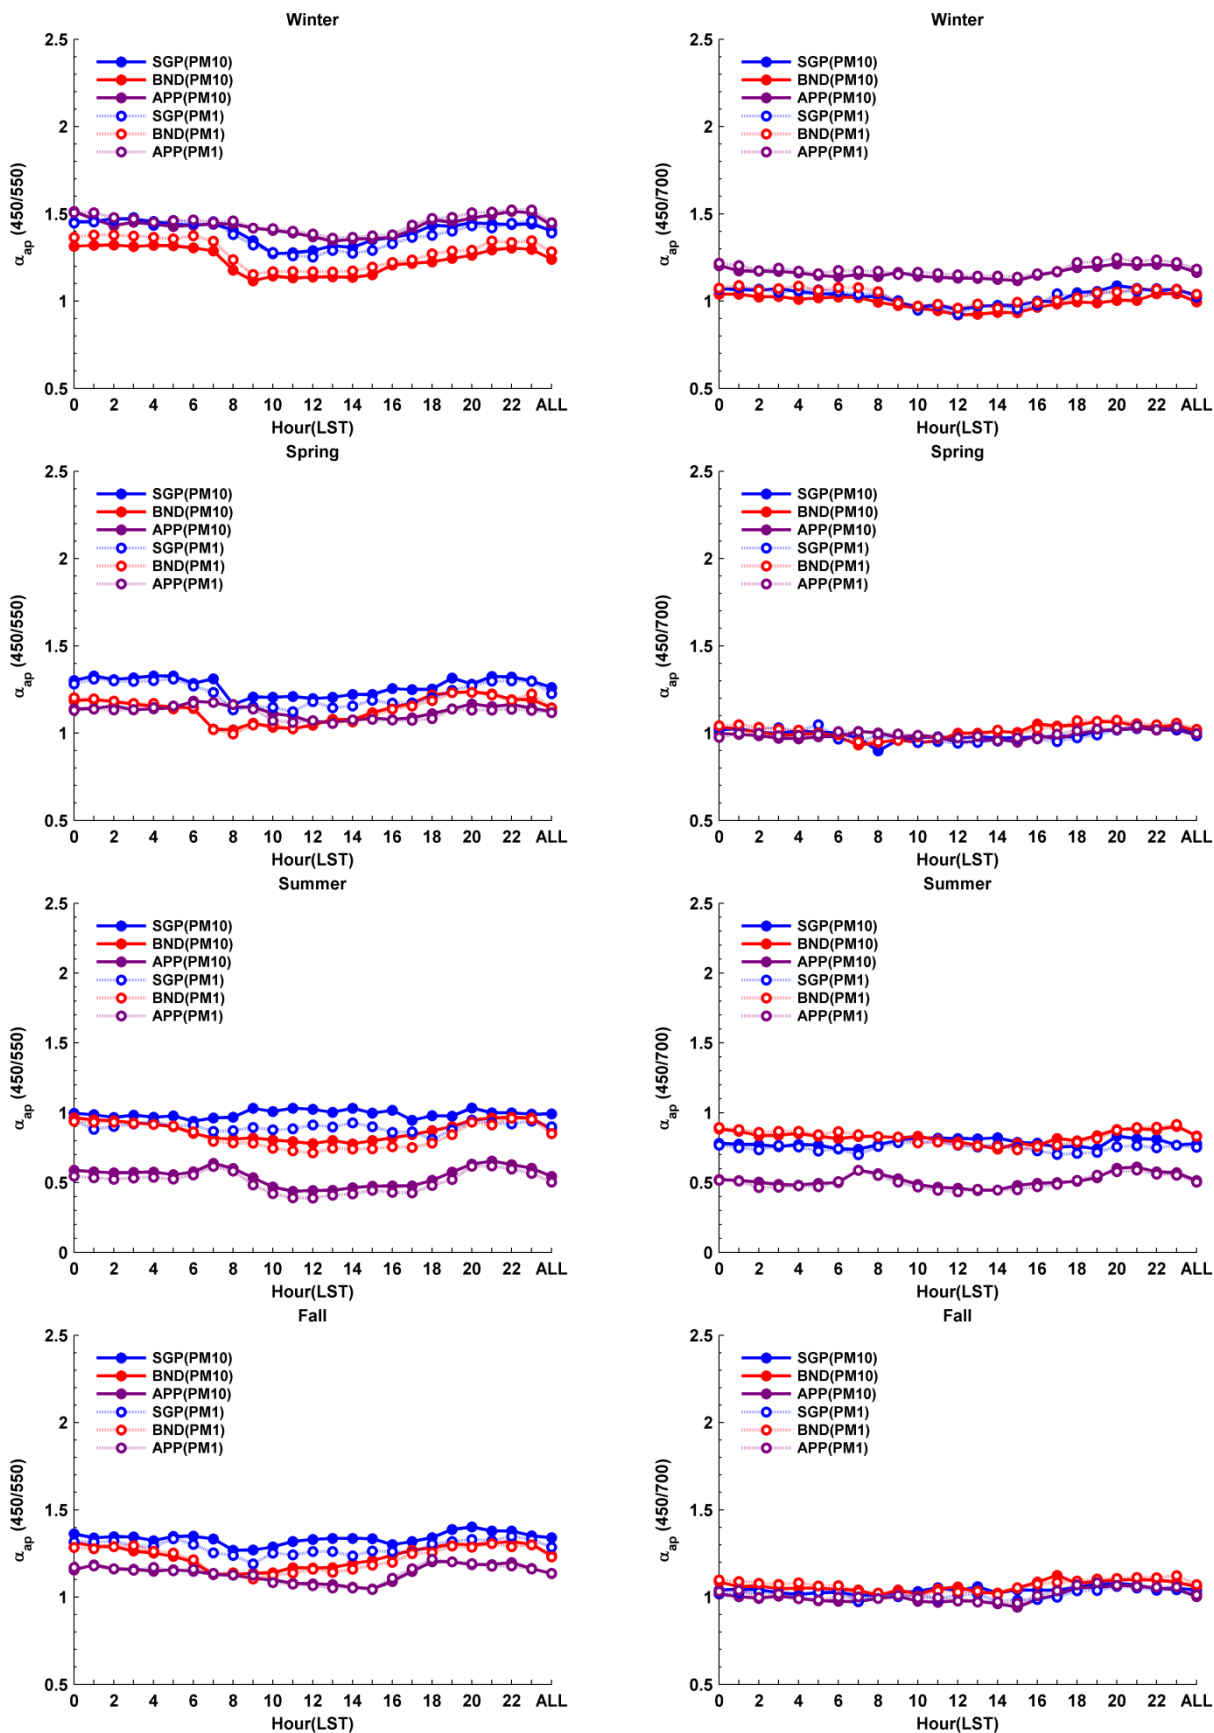 Winter
2.5
2
1.5
1
0.5
α_ap (450/550)
SGP(PM10)
BND(PM10)
APP(PM10)
SGP(PM1)
BND(PM1)
APP(PM1)
0 2 4 6 8 10 12 14 16 18 20 22 ALL
Hour(LST)
Winter
2.5
2
1.5
1
0.5
α_ap (450/700)
SGP(PM10)
BND(PM10)
APP(PM10)
SGP(PM1)
BND(PM1)
APP(PM1)
0 2 4 6 8 10 12 14 16 18 20 22 ALL
Hour(LST)
Spring
2.5
2
1.5
1
0.5
α_ap (450/550)
SGP(PM10)
BND(PM10)
APP(PM10)
SGP(PM1)
BND(PM1)
APP(PM1)
0 2 4 6 8 10 12 14 16 18 20 22 ALL
Hour(LST)
Spring
2.5
2
1.5
1
0.5
α_ap (450/700)
SGP(PM10)
BND(PM10)
APP(PM10)
SGP(PM1)
BND(PM1)
APP(PM1)
0 2 4 6 8 10 12 14 16 18 20 22 ALL
Hour(LST)
Summer
2.5
2
1.5
1
0.5
0
α_ap (450/550)
SGP(PM10)
BND(PM10)
APP(PM10)
SGP(PM1)
BND(PM1)
APP(PM1)
0 2 4 6 8 10 12 14 16 18 20 22 ALL
Hour(LST)
Summer
2.5
2
1.5
1
0.5
0
α_ap (450/700)
SGP(PM10)
BND(PM10)
APP(PM10)
SGP(PM1)
BND(PM1)
APP(PM1)
0 2 4 6 8 10 12 14 16 18 20 22 ALL
Hour(LST)
Fall
2.5
2
1.5
1
0.5
α_ap (450/550)
SGP(PM10)
BND(PM10)
APP(PM10)
SGP(PM1)
BND(PM1)
APP(PM1)
0 2 4 6 8 10 12 14 16 18 20 22 ALL
Hour(LST)
Fall
2.5
2
1.5
1
0.5
α_ap (450/700)
SGP(PM10)
BND(PM10)
APP(PM10)
SGP(PM1)
BND(PM1)
APP(PM1)
0 2 4 6 8 10 12 14 16 18 20 22 ALL
Hour(LST)